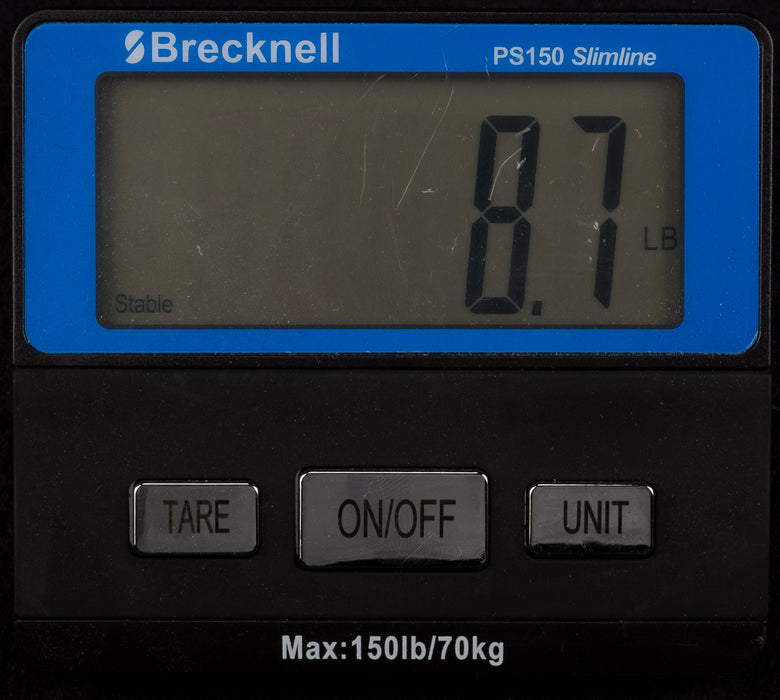 Brecknell
PS150 Slimline
8.7
LB
Stable
TARE
ON/OFF
UNIT
Max:150lb/70kg